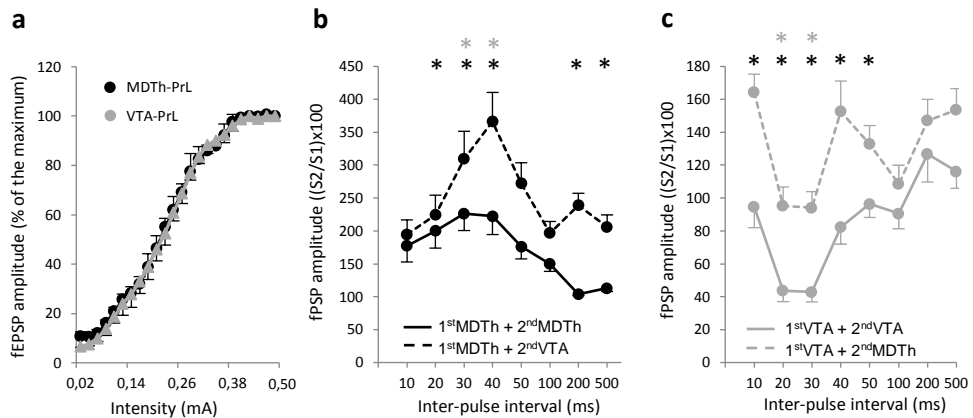 a
fEPSP amplitude (% of the maximum)
120
100
80
60
40
20
0
MDTh-PrL
VTA-PrL
0,02 0,14 0,26 0,38 0,50
Intensity (mA)
b
* *
* * * * *
fPSP amplitude ((S2/S1)x100
450
400
350
300
250
200
150
100
50
0
1stMDTh + 2ndMDTh
1stMDTh + 2ndVTA
10 20 30 40 50 100 200 500
Inter-pulse interval (ms)
c
* *
* * * * *
fPSP amplitude ((S2/S1)x100
180
160
140
120
100
80
60
40
20
0
1stVTA + 2ndVTA
1stVTA + 2ndMDTh
10 20 30 40 50 100 200 500
Inter-pulse interval (ms)